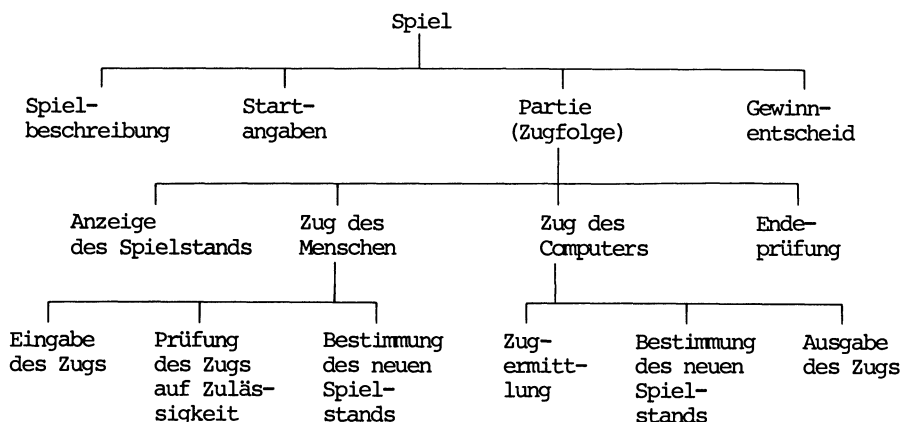 Spiel
Spiel-
beschreibung
Start-
angaben
Partie
(Zugfolge)
Gewinn-
entscheid
Anzeige
des Spielstands
Zug des
Menschen
Zug des
Computers
Ende-
prüfung
Eingabe
des Zugs
Prüfung
des Zugs
auf Zuläs-
sigkeit
Bestimmung
des neuen
Spiel-
stands
Zug-
ermitt-
lung
Bestimmung
des neuen
Spiel-
stands
Ausgabe
des Zugs